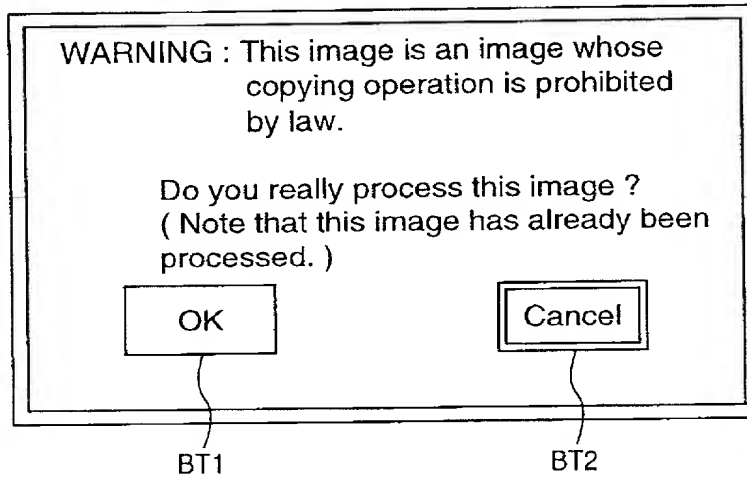 WARNING : This image is an image whose
copying operation is prohibited
by law.
Do you really process this image ?
( Note that this image has already been
processed. )
OK
Cancel
BT1
BT2